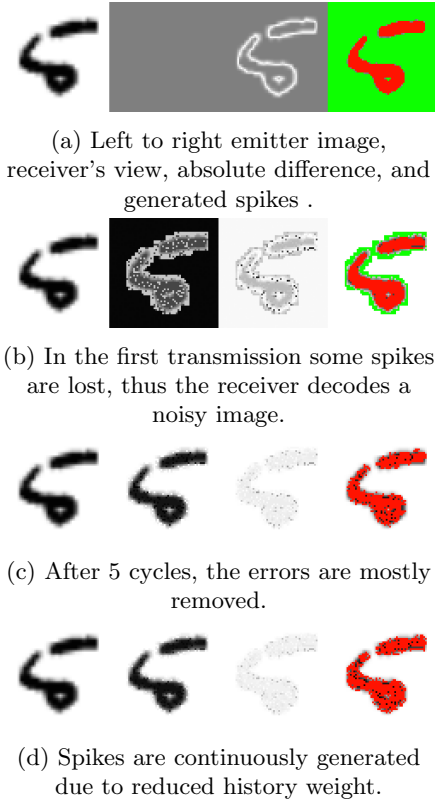 (a) Left to right emitter image,
receiver's view, absolute difference, and
generated spikes .
(b) In the first transmission some spikes
are lost, thus the receiver decodes a
noisy image.
(c) After 5 cycles, the errors are mostly
removed.
(d) Spikes are continuously generated
due to reduced history weight.